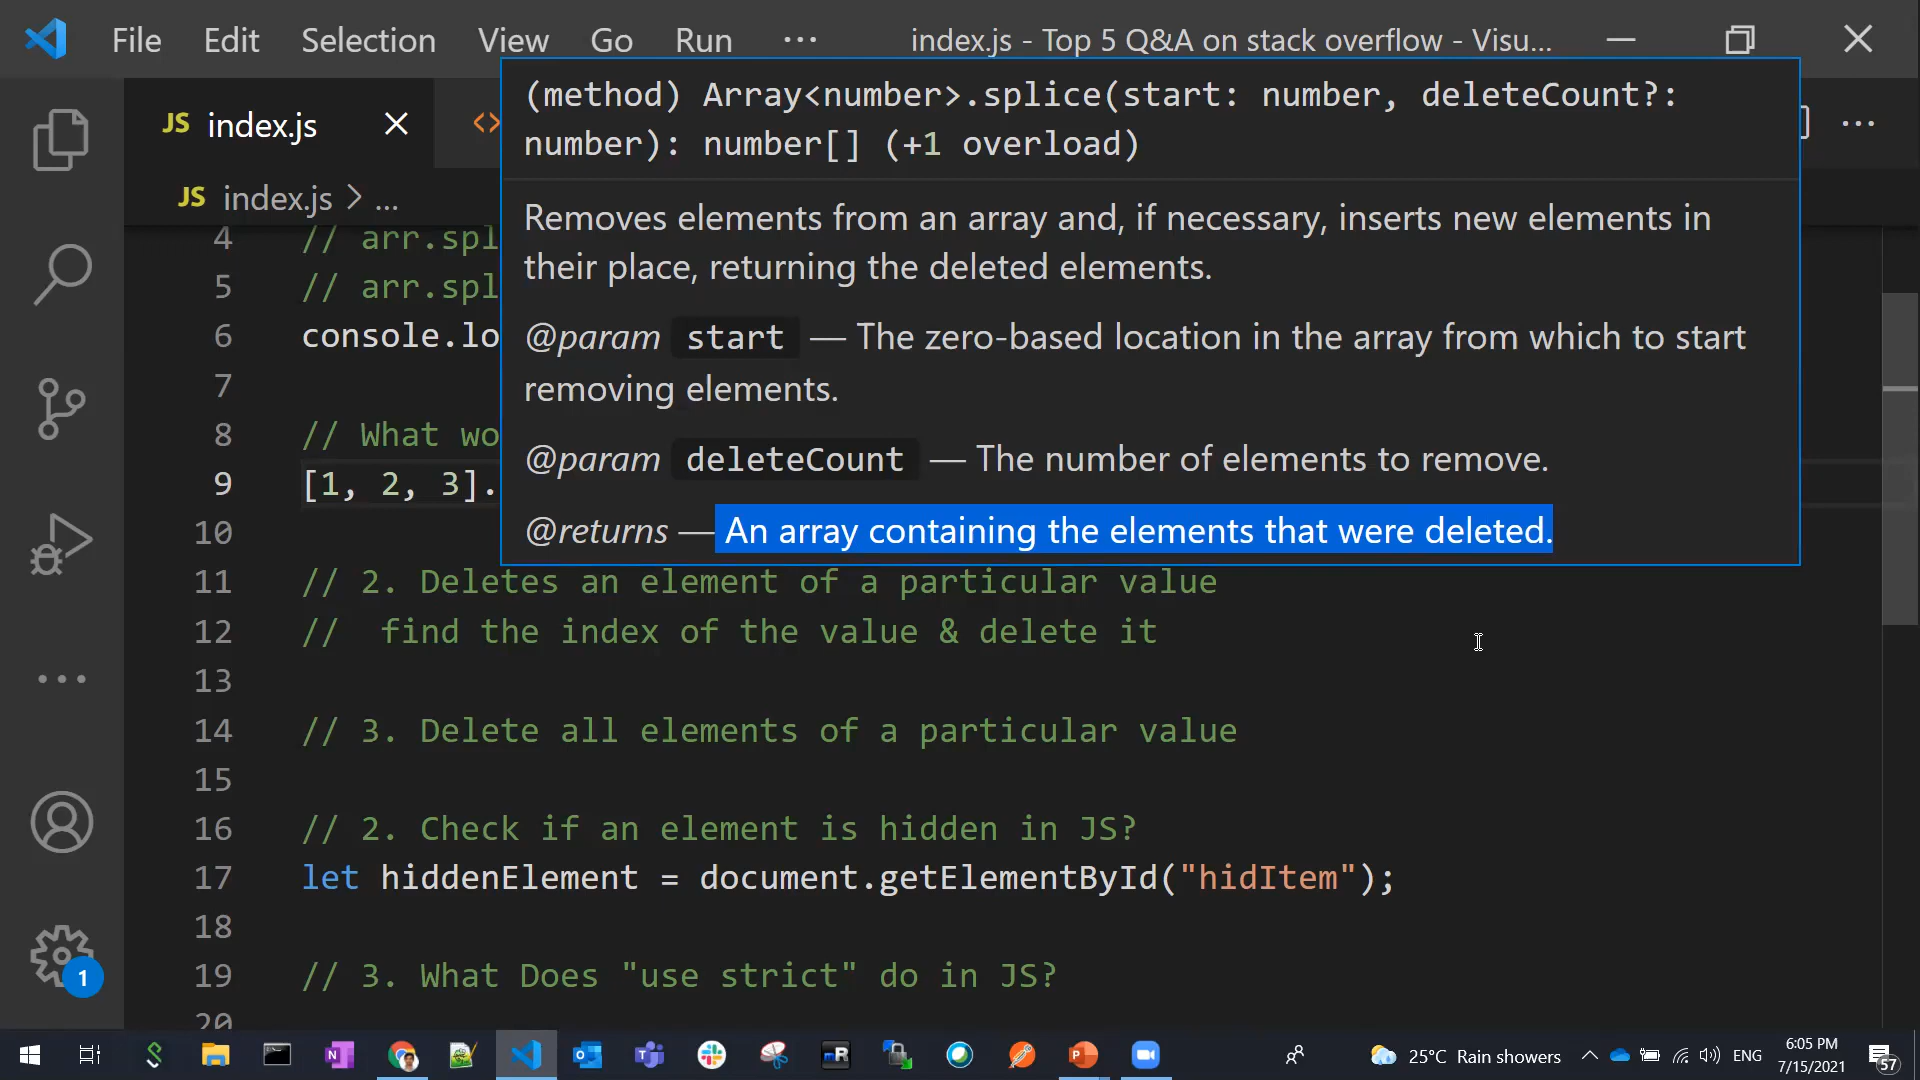 File Edit Selection View Go Run ··· index.js - Top 5 Q&A on stack overflow - Visu...
JS index.js
JS index.js > ...
(method) Array<number>.splice(start: number, deleteCount?:
number): number[] (+1 overload)
Removes elements from an array and, if necessary, inserts new elements in
their place, returning the deleted elements.
@param start — The zero-based location in the array from which to start
removing elements.
@param deleteCount — The number of elements to remove.
@returns — An array containing the elements that were deleted.
4 // arr.spl
5 // arr.spl
6 console.lo
7
8 // What wo
9 [1, 2, 3].
10
11 // 2. Deletes an element of a particular value
12 // find the index of the value & delete it
13
14 // 3. Delete all elements of a particular value
15
16 // 2. Check if an element is hidden in JS?
17 let hiddenElement = document.getElementById("hidItem");
18
19 // 3. What Does "use strict" do in JS?
20
1
25°C Rain showers ENG 6:05 PM
7/15/2021
57